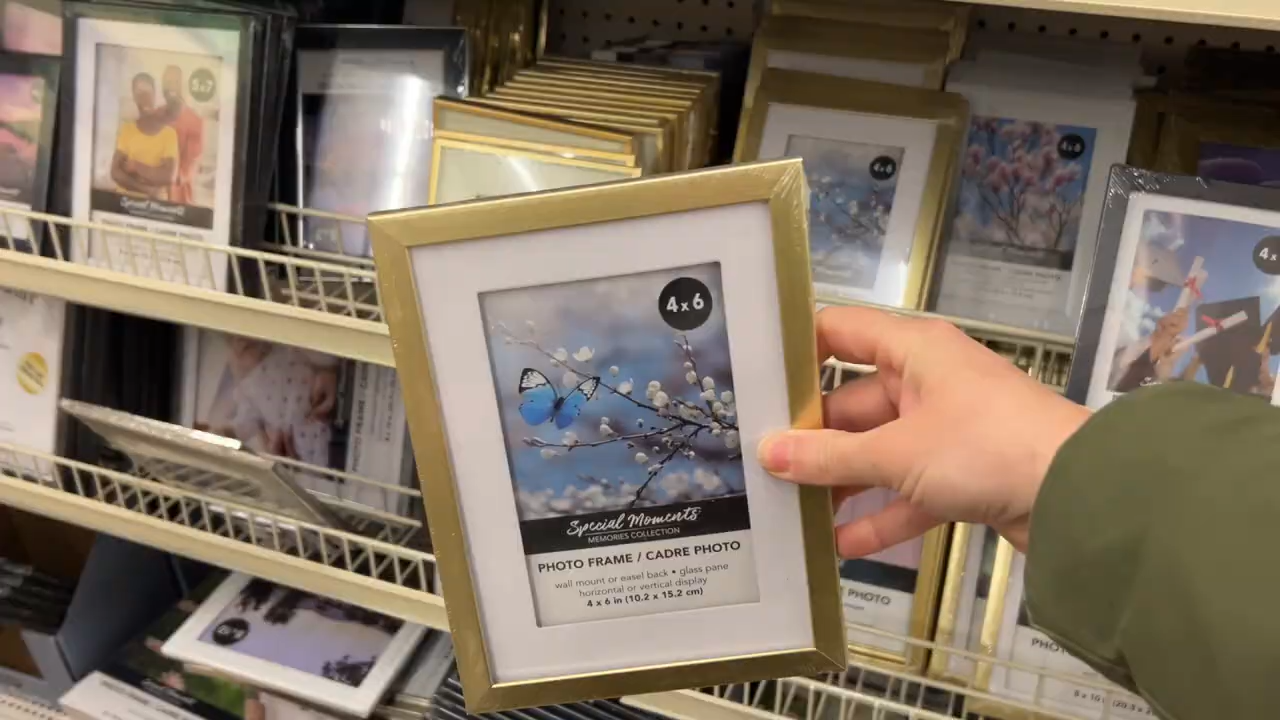 5x7
Special Moments
4x6
4x6
4x
4x6
Special Moments
MEMORIES COLLECTION
PHOTO FRAME / CADRE PHOTO
wall mount or easel back • glass pane
horizontal or vertical display
4 x 6 in (10.2 x 15.2 cm)
PHOTO